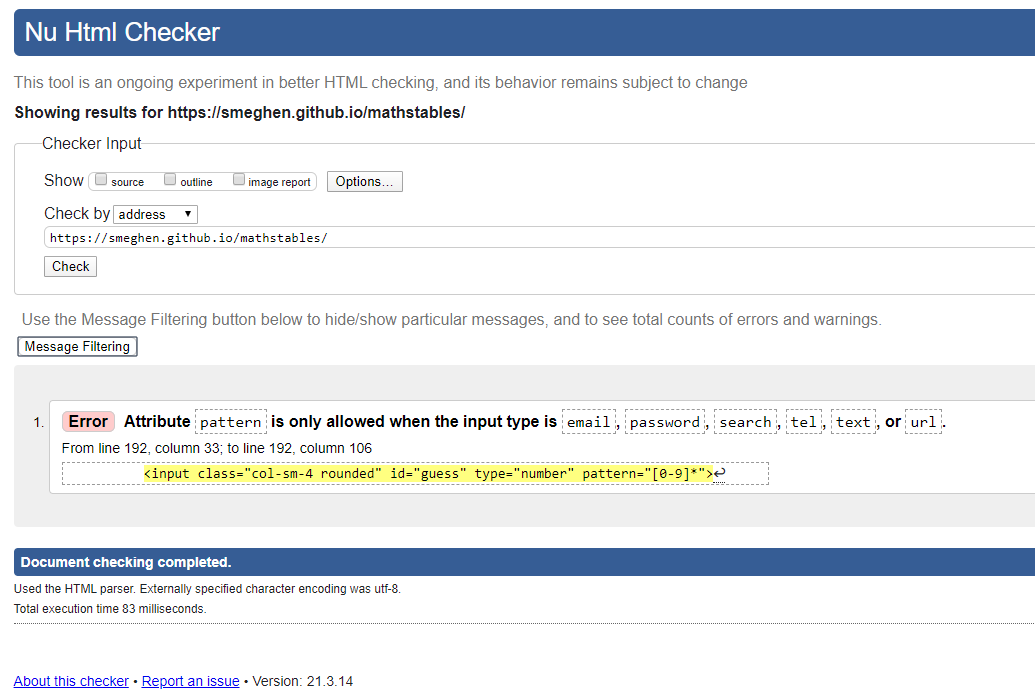 Nu Html Checker
This tool is an ongoing experiment in better HTML checking, and its behavior remains subject to change
Showing results for https://smeghen.github.io/mathstables/
Checker Input
Show source outline image report Options...
Check by address
https://smeghen.github.io/mathstables/
Check
Use the Message Filtering button below to hide/show particular messages, and to see total counts of errors and warnings.
Message Filtering
1. Error Attribute pattern is only allowed when the input type is email, password, search, tel, text, or url.
From line 192, column 33; to line 192, column 106
<input class="col-sm-4 rounded" id="guess" type="number" pattern="[0-9]*">↩
Document checking completed.
Used the HTML parser. Externally specified character encoding was utf-8.
Total execution time 83 milliseconds.
About this checker • Report an issue • Version: 21.3.14